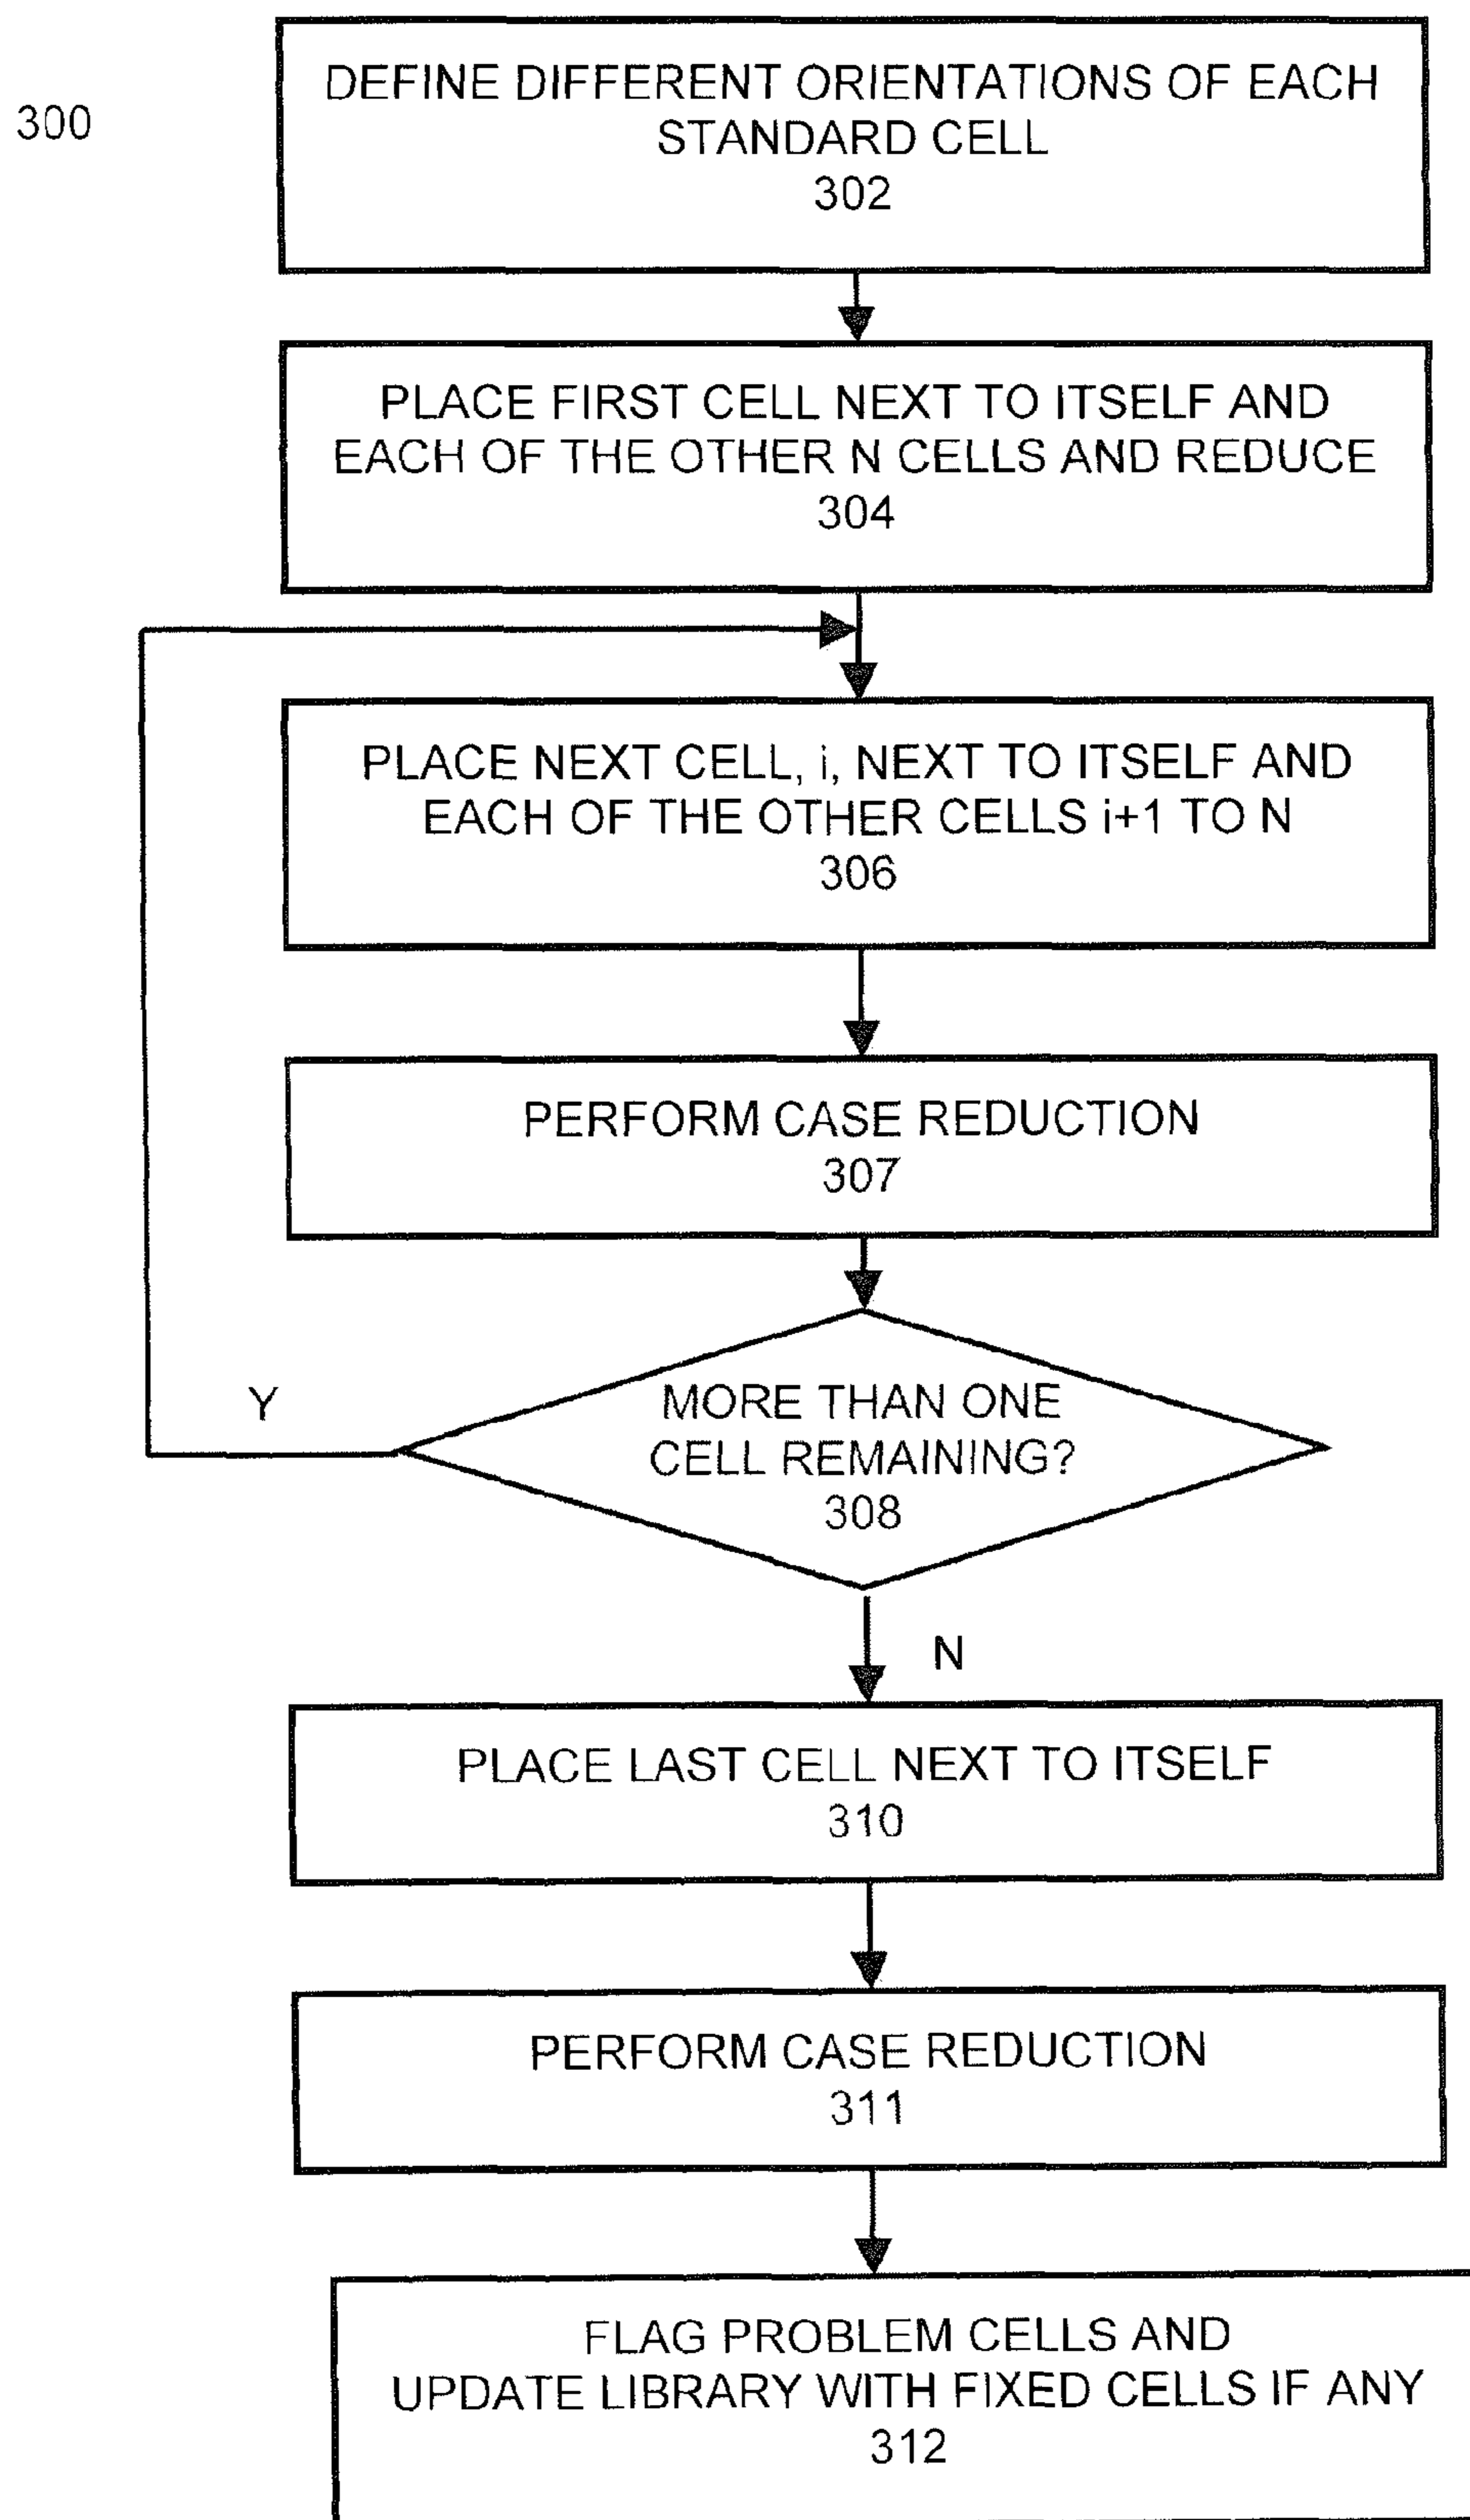 300
DEFINE DIFFERENT ORIENTATIONS OF EACH
STANDARD CELL
302
PLACE FIRST CELL NEXT TO ITSELF AND
EACH OF THE OTHER N CELLS AND REDUCE
304
PLACE NEXT CELL, i, NEXT TO ITSELF AND
EACH OF THE OTHER CELLS i+1 TO N
306
PERFORM CASE REDUCTION
307
Y
MORE THAN ONE
CELL REMAINING?
308
N
PLACE LAST CELL NEXT TO ITSELF
310
PERFORM CASE REDUCTION
311
FLAG PROBLEM CELLS AND
UPDATE LIBRARY WITH FIXED CELLS IF ANY
312